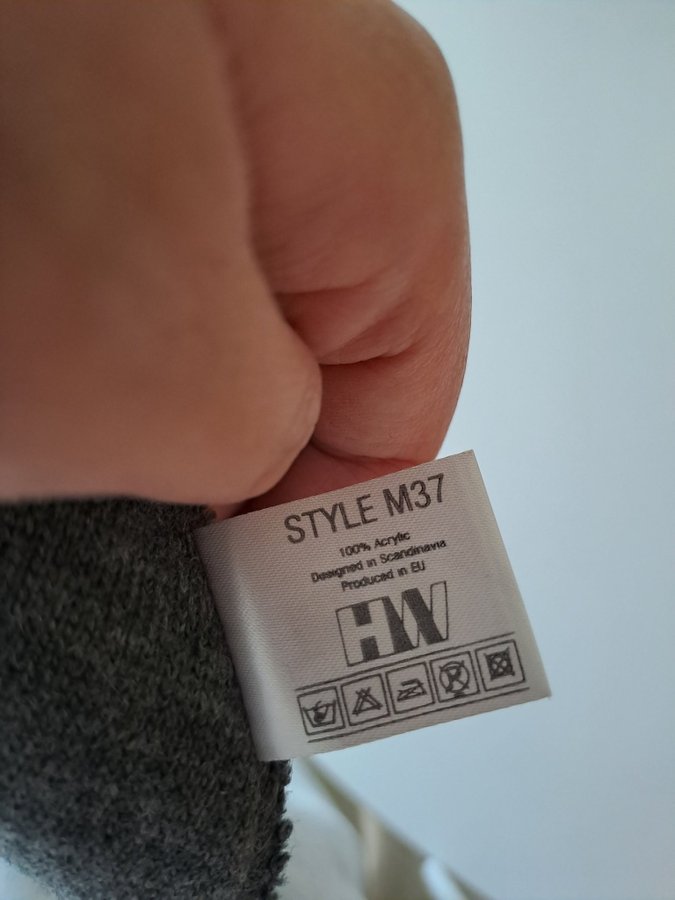 STYLE M37
100% Acrylic
Designed in Scandinavia
Produced in EU
HW